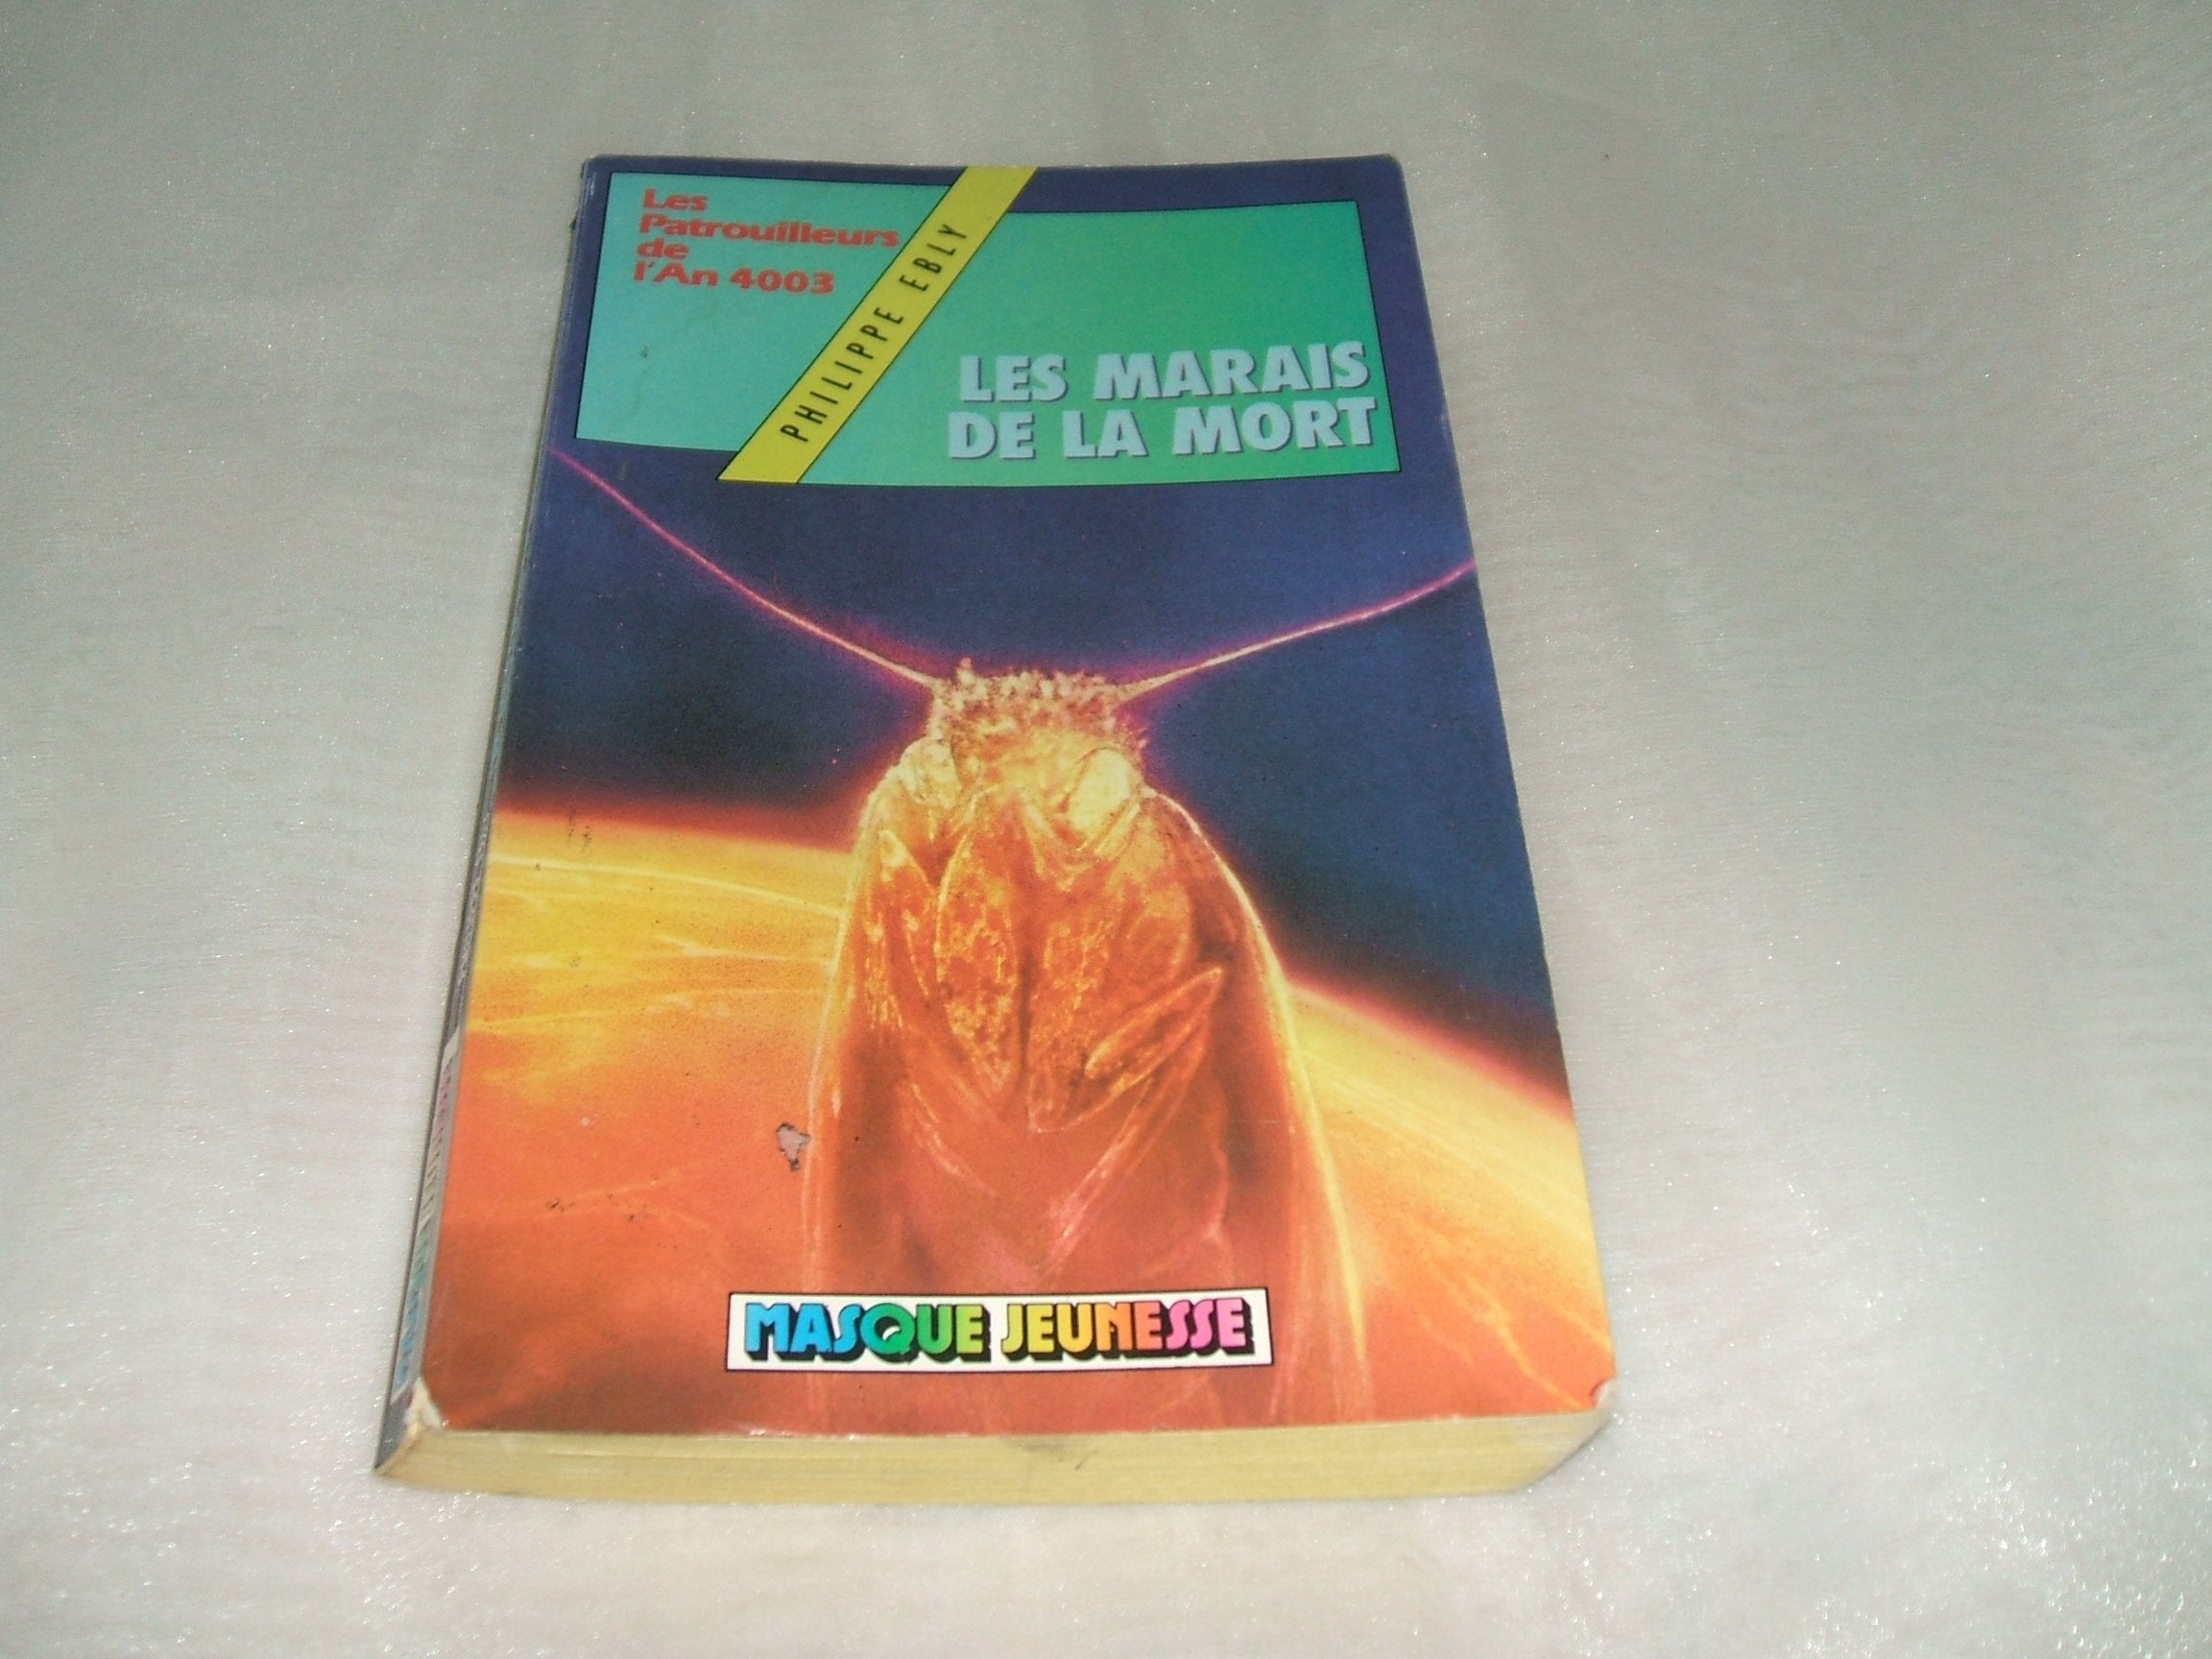 Les
Patrouilleurs
de
l'An 4003
PHILIPPE EBLY
LES MARAIS
DE LA MORT
MASQUE JEUNESSE